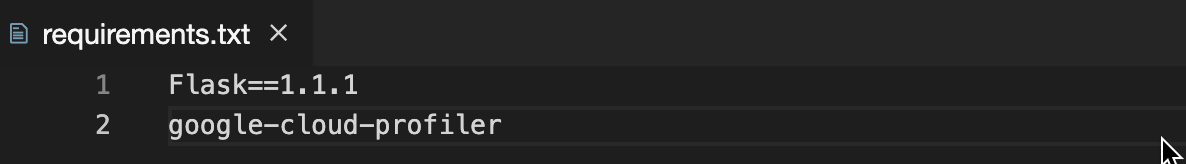 requirements.txt
1 Flask==1.1.1
2 google-cloud-profiler